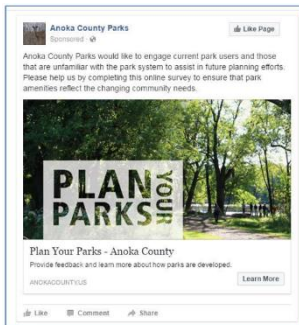 Anoka County Parks
Like Page
Sponsored ·
Anoka County Parks would like to engage current park users and those
that are unfamiliar with the park system to assist in future planning efforts.
Please help us by completing this online survey to ensure that park
amenities reflect the changing community needs.
PLAN YOUR
PARKS
Plan Your Parks - Anoka County
Provide feedback and learn more about how parks are developed.
Learn More
Like Comment Share